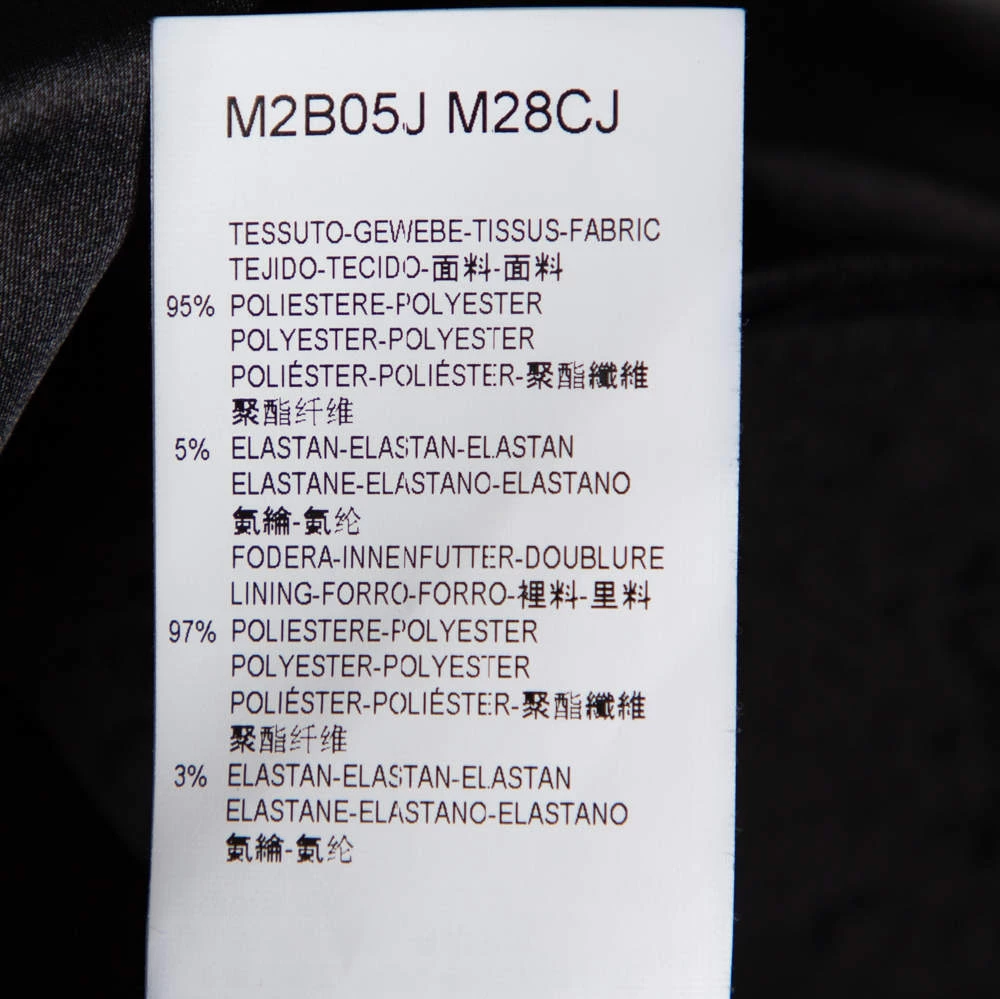 M2B05J M28CJ
TESSUTO-GEWEBE-TISSUS-FABRIC
TEJIDO-TECIDO-面料-面料
95% POLIESTERE-POLYESTER
POLYESTER-POLYESTER
POLIÉSTER-POLIÉSTER-聚酯纖維
聚酯纤维
5% ELASTAN-ELASTAN-ELASTAN
ELASTANE-ELASTANO-ELASTANO
氨綸-氨纶
FODERA-INNENFUTTER-DOUBLURE
LINING-FORRO-FORRO-裡料-里料
97% POLIESTERE-POLYESTER
POLYESTER-POLYESTER
POLIÉSTER-POLIÉSTER-聚酯纖維
聚酯纤维
3% ELASTAN-ELASTAN-ELASTAN
ELASTANE-ELASTANO-ELASTANO
氨綸-氨纶